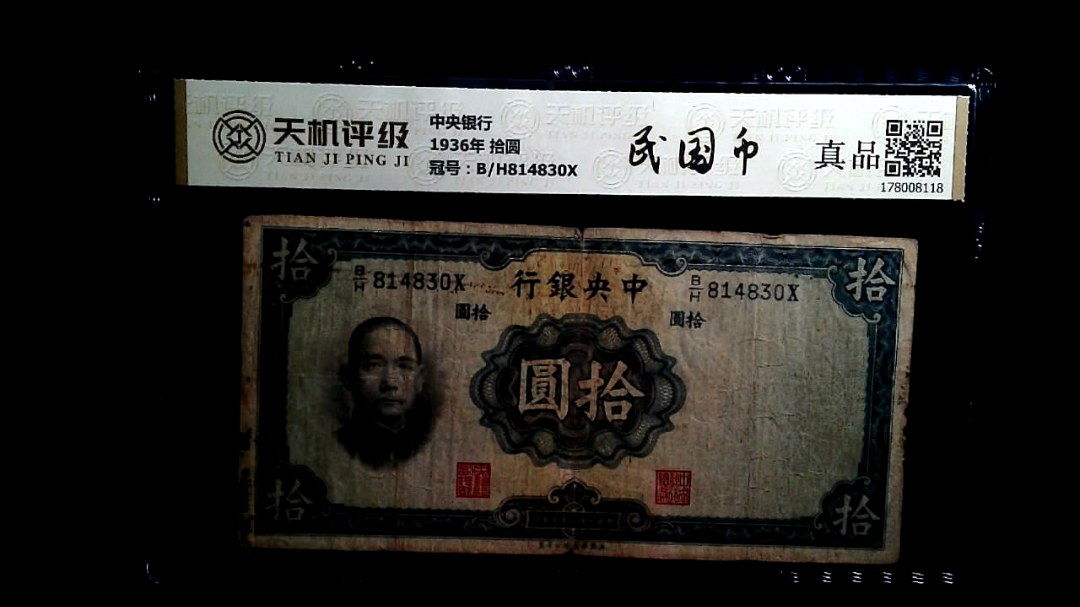 天机评级
TIAN JI PING JI
中央银行
1936年 拾圆
冠号：B/H814830X
民国币
真品
178008118
拾
拾
B/H 814830X
行銀央中
B/H 814830X
圓拾
圓拾
圓拾
拾
拾